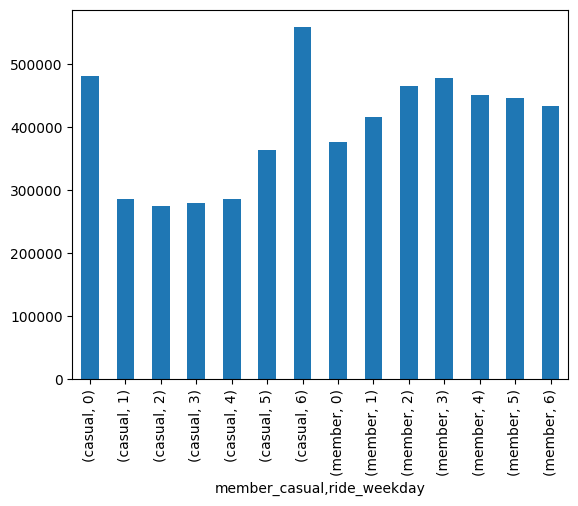 500000
400000
300000
200000
100000
0
(casual, 0)
(casual, 1)
(casual, 2)
(casual, 3)
(casual, 4)
(casual, 5)
(casual, 6)
(member, 0)
(member, 1)
(member, 2)
(member, 3)
(member, 4)
(member, 5)
(member, 6)
member_casual,ride_weekday